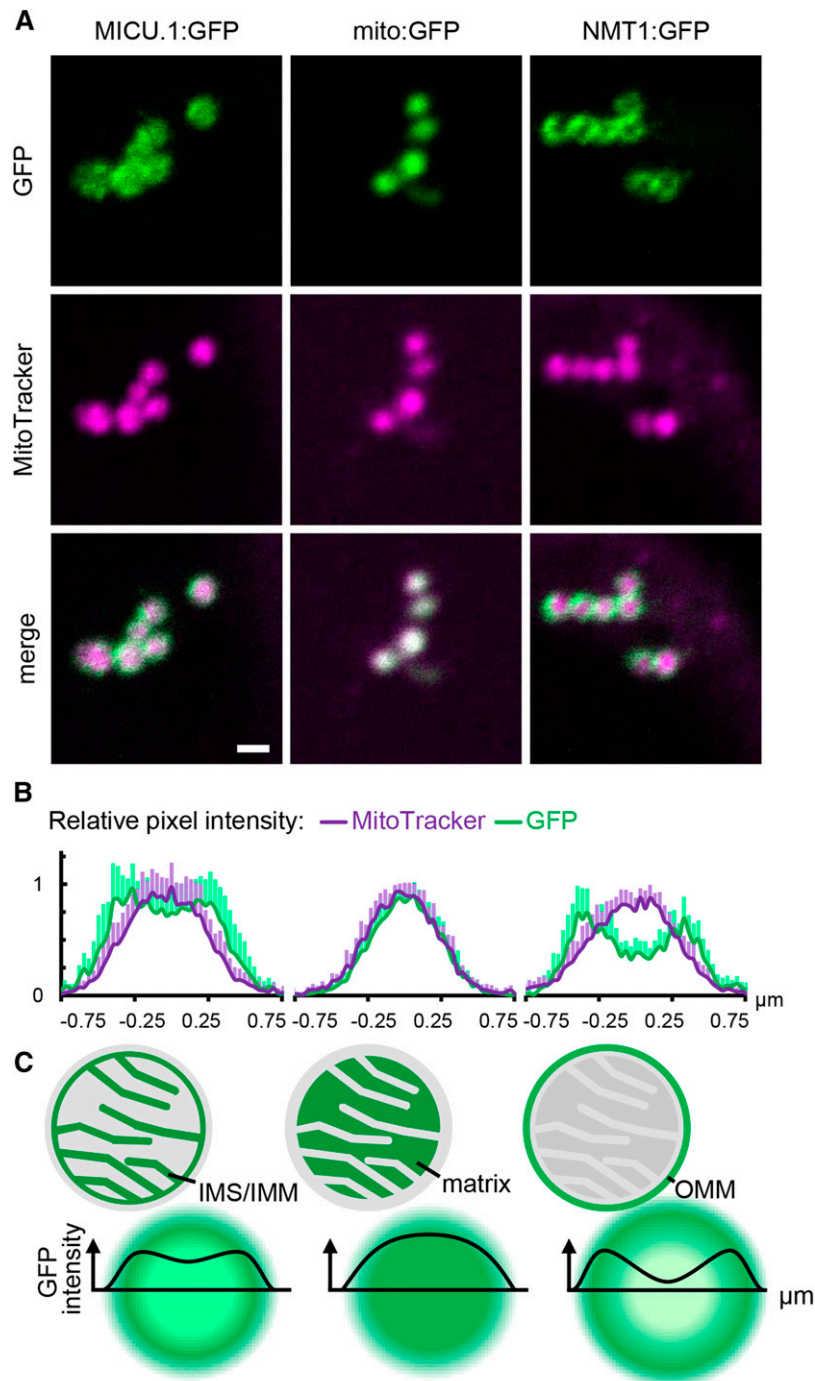 A
MICU.1:GFP mito:GFP NMT1:GFP
GFP
MitoTracker
merge
B
Relative pixel intensity: MitoTracker GFP
1
0
-0.75 -0.25 0.25 0.75 -0.75 -0.25 0.25 0.75 -0.75 -0.25 0.25 0.75 µm
C
IMS/IMM matrix OMM
GFP
intensity
µm